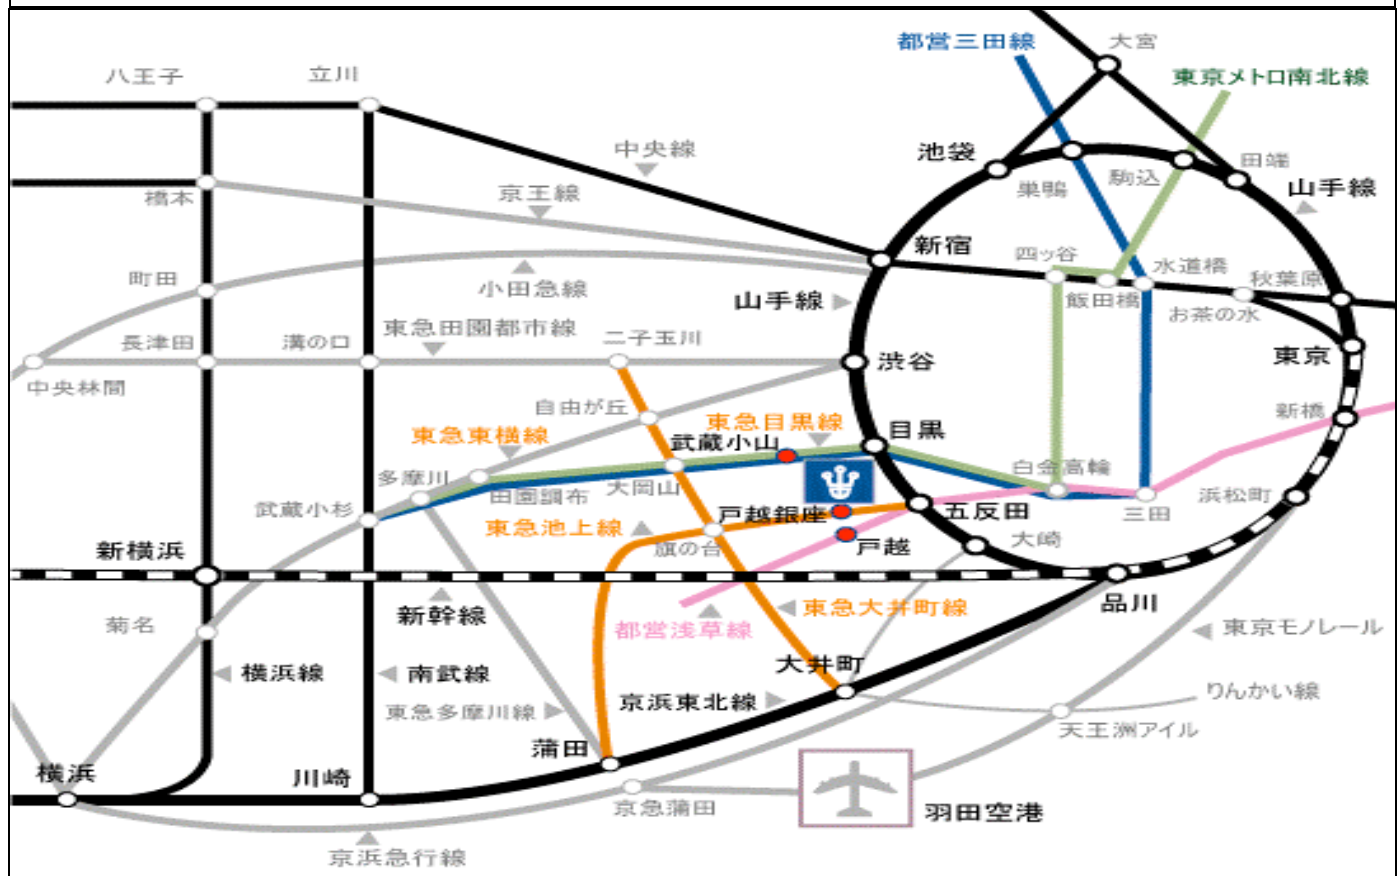 都営三田線
大宮
東京メトロ南北線
八王子
立川
中央線
池袋
巣鴨
駒込
田端
山手線
橋本
京王線
新宿
四ッ谷
水道橋
秋葉原
町田
小田急線
山手線
飯田橋
お茶の水
長津田
溝の口
東急田園都市線
二子玉川
渋谷
東京
中央林間
自由が丘
新橋
東急東横線
東急目黒線
武蔵小山
目黒
多摩川
田園調布
大岡山
白金高輪
浜松町
武蔵小杉
東急池上線
戸越銀座
五反田
三田
新横浜
旗の台
戸越
大崎
新幹線
都営浅草線
東急大井町線
品川
菊名
東京モノレール
横浜線
南武線
大井町
東急多摩川線
京浜東北線
りんかい線
天王洲アイル
蒲田
横浜
川崎
京急蒲田
羽田空港
京浜急行線